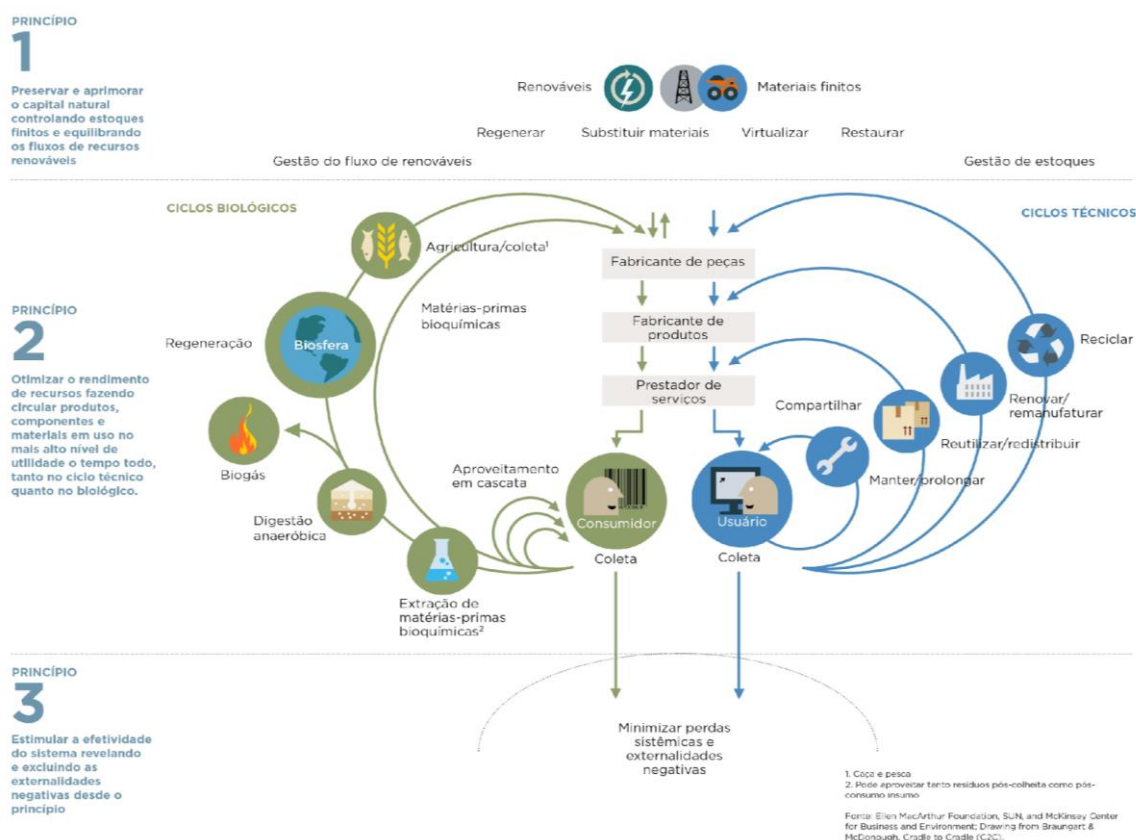 PRINCÍPIO
1
Preservar e aprimorar
o capital natural
controlando estoques
finitos e equilibrando
os fluxos de recursos
renováveis
Renováveis
Materiais finitos
Regenerar
Substituir materiais
Virtualizar
Restaurar
Gestão do fluxo de renováveis
Gestão de estoques
PRINCÍPIO
2
Otimizar o rendimento
de recursos fazendo
circular produtos,
componentes e
materiais em uso no
mais alto nível de
utilidade o tempo todo,
tanto no ciclo técnico
quanto no biológico.
CICLOS BIOLÓGICOS
CICLOS TÉCNICOS
Agricultura/coleta¹
Matérias-primas
bioquímicas
Regeneração
Biosfera
Biogás
Digestão
anaeróbica
Extração de
matérias-primas
bioquímicas²
Aproveitamento
em cascata
Fabricante de peças
Fabricante de
produtos
Prestador de
serviços
Consumidor
Coleta
Usuário
Coleta
Compartilhar
Manter/prolongar
Reutilizar/redistribuir
Renovar/
remanufaturar
Reciclar
PRINCÍPIO
3
Estimular a efetividade
do sistema revelando
e excluindo as
externalidades
negativas desde o
princípio
Minimizar perdas
sistêmicas e
externalidades
negativas
1. Caça e pesca
2. Pode aproveitar tanto resíduos pós-colheita como pós-
consumo insumo
Fonte: Ellen MacArthur Foundation, SUN, and McKinsey Center
for Business and Environment; Drawing from Braungart &
McDonough, Cradle to Cradle (C2C).